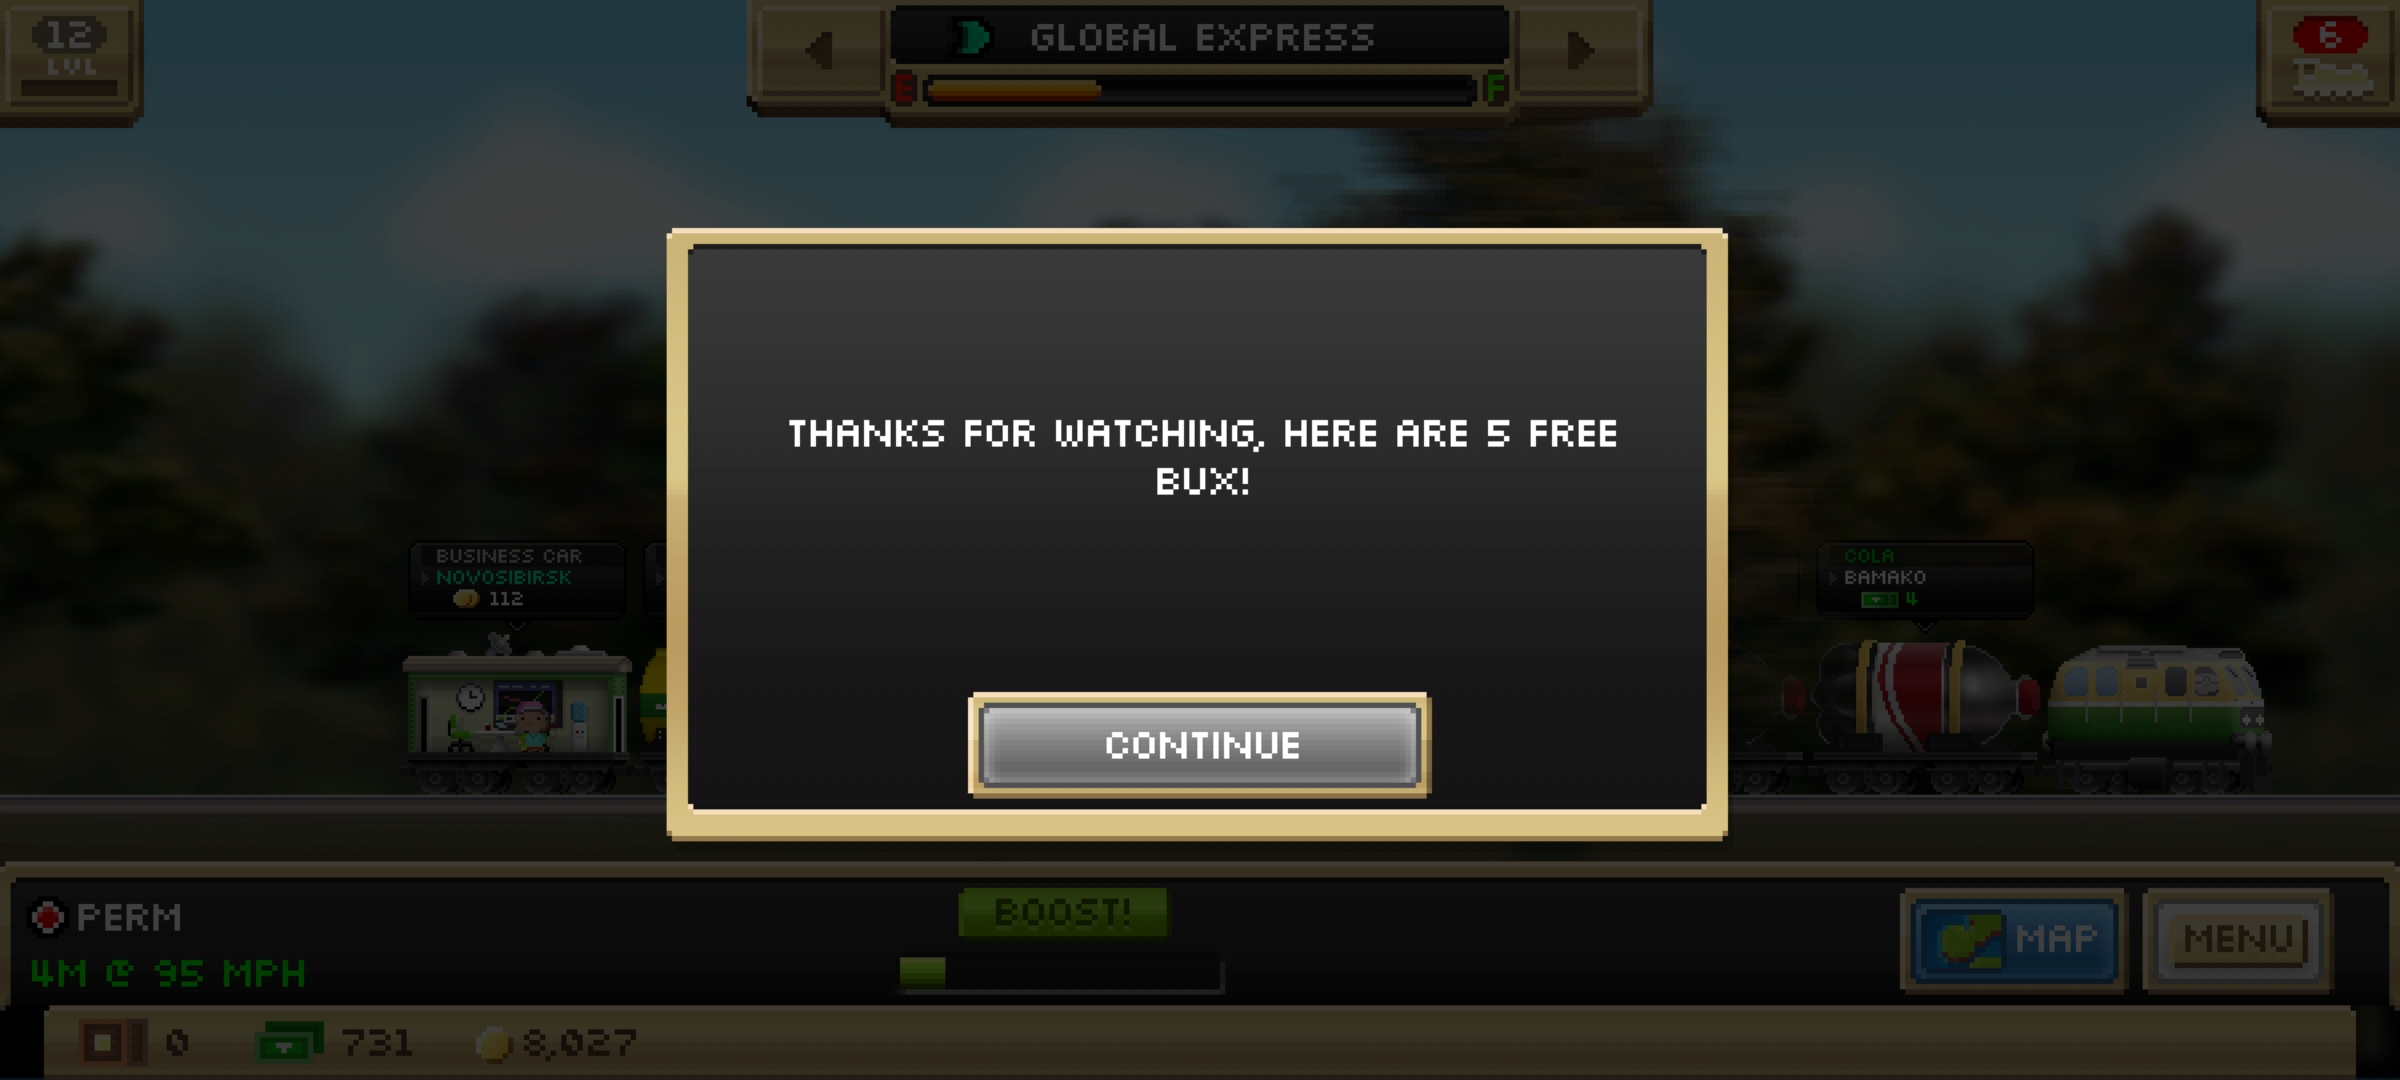 12
LVL
GLOBAL EXPRESS
E F
6
THANKS FOR WATCHING, HERE ARE 5 FREE
BUX!
CONTINUE
BUSINESS CAR
NOVOSIBIRSK
112
COLA
BAMAKO
4
PERM
4M @ 95 MPH
BOOST!
MAP
MENU
0
731
8,027